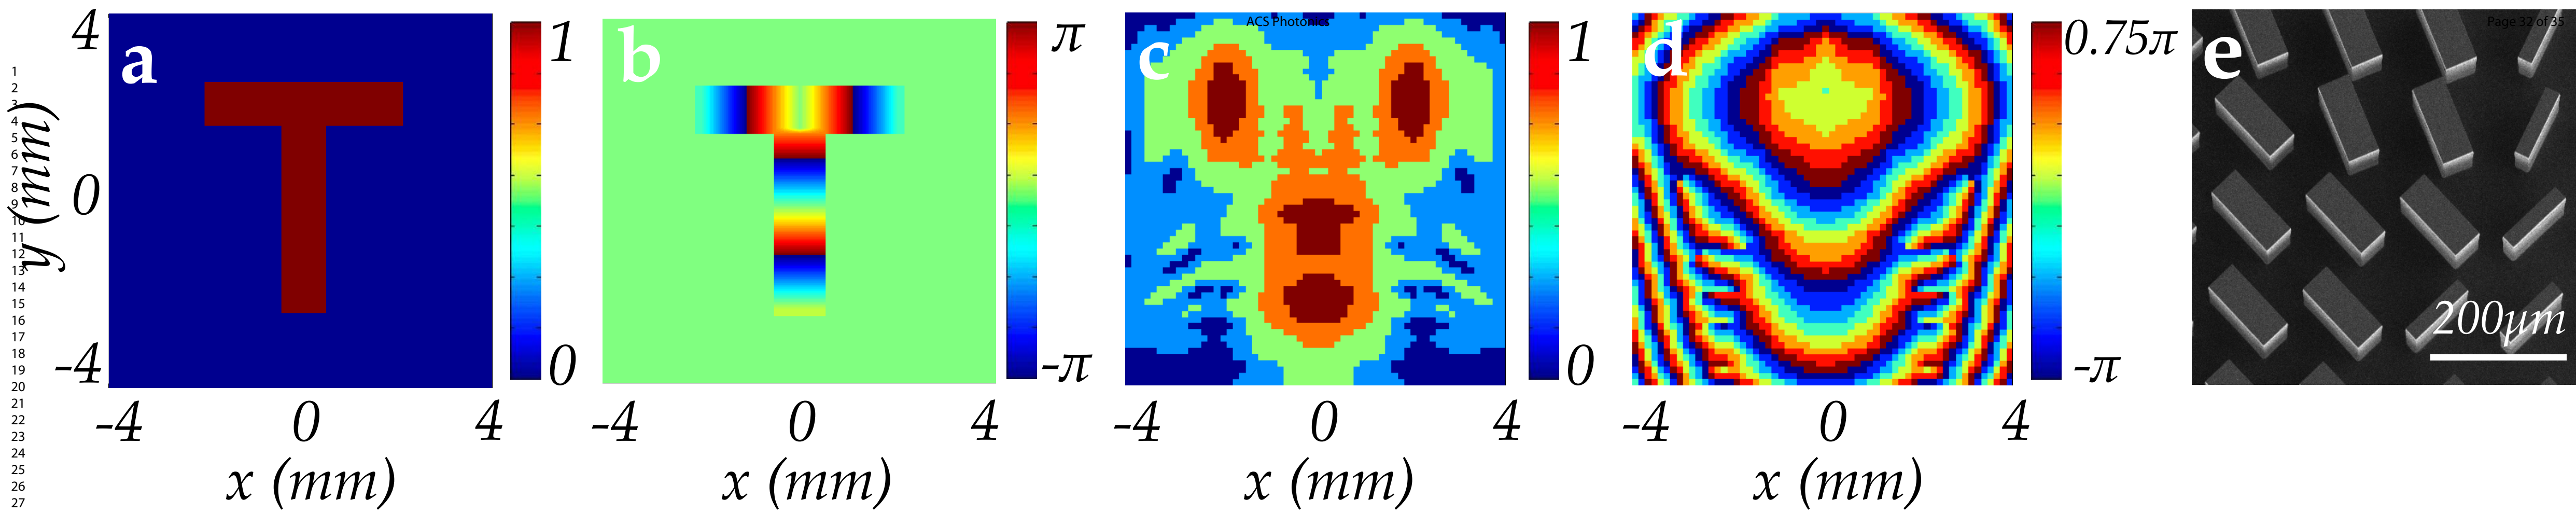 ACS Photonics
Page 32 of 35
1
2
3
4
5
6
7
8
9
10
11
12
13
14
15
16
17
18
19
20
21
22
23
24
25
26
27
y (mm)
4
0
-4
a
1
0
-4 0 4
x (mm)
b
π
-π
-4 0 4
x (mm)
c
1
0
-4 0 4
x (mm)
d
0.75π
-π
-4 0 4
x (mm)
e
200μm